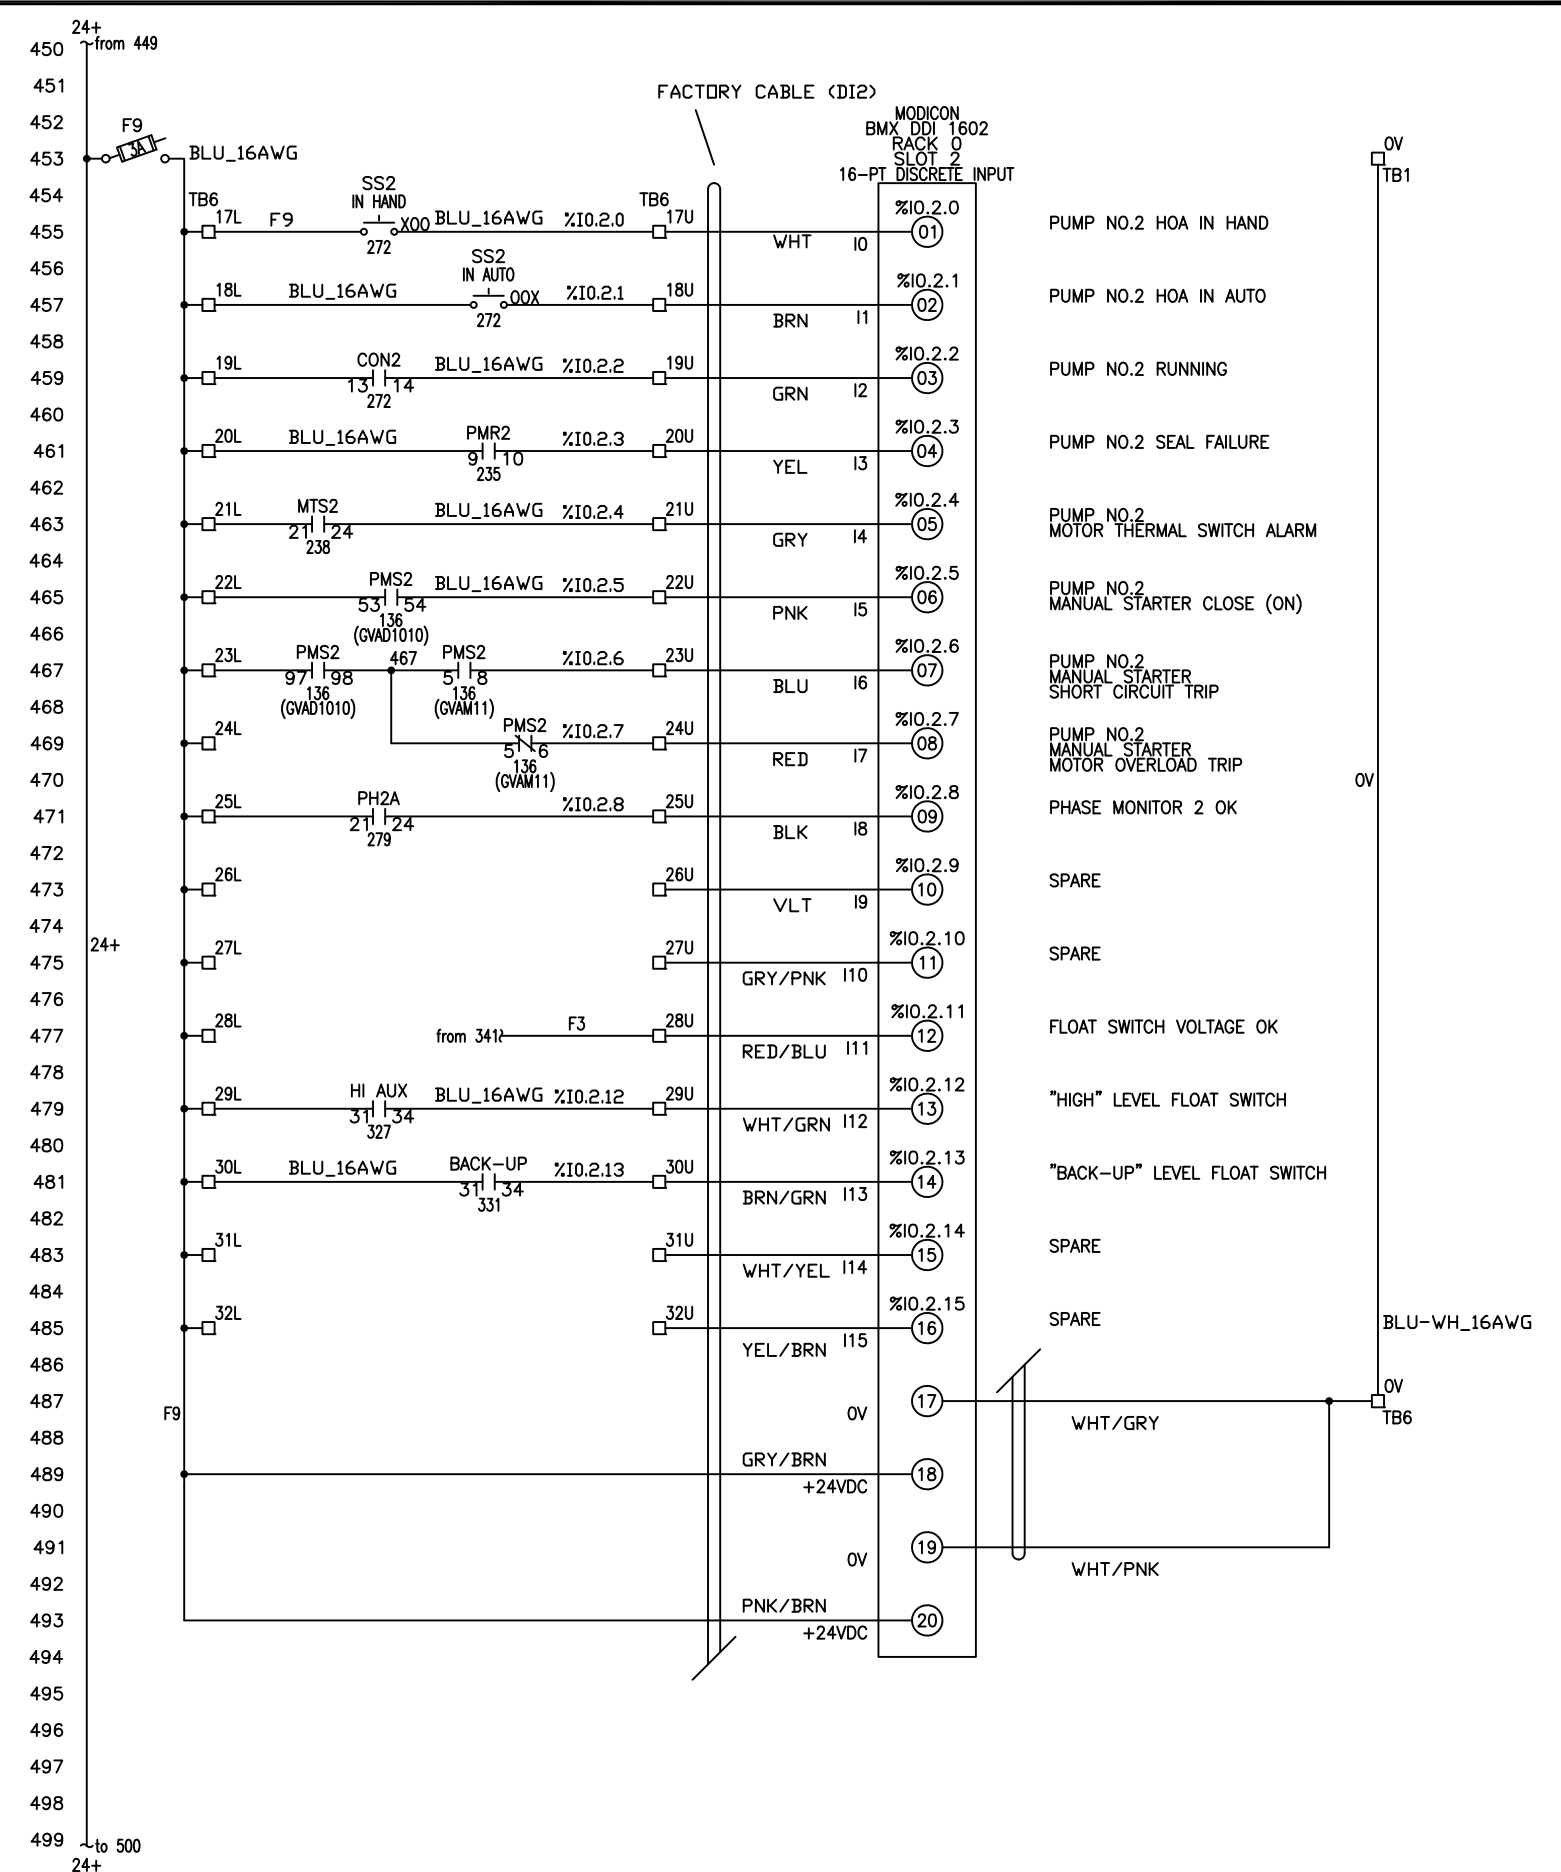 24+
450 from 449
451
FACTORY CABLE (DI2)
452 F9 MODICON
BMX DDI 1602
RACK 0
SLOT 2
16-PT DISCRETE INPUT
453 3A BLU_16AWG 0V
TB1
454 TB6 SS2 IN HAND TB6 %I0.2.0
455 17L F9 X00 BLU_16AWG %I0.2.0 17U 01 PUMP NO.2 HOA IN HAND
272 WHT I0
456 SS2 IN AUTO %I0.2.1
457 18L BLU_16AWG 00X %I0.2.1 18U 02 PUMP NO.2 HOA IN AUTO
272 BRN I1
458 %I0.2.2
459 19L CON2 BLU_16AWG %I0.2.2 19U 03 PUMP NO.2 RUNNING
13 14 272 GRN I2
460 %I0.2.3
461 20L BLU_16AWG PMR2 %I0.2.3 20U 04 PUMP NO.2 SEAL FAILURE
9 10 235 YEL I3
462 %I0.2.4
463 21L MTS2 BLU_16AWG %I0.2.4 21U 05 PUMP NO.2
MOTOR THERMAL SWITCH ALARM
21 24 238 GRY I4
464 %I0.2.5
465 22L PMS2 BLU_16AWG %I0.2.5 22U 06 PUMP NO.2
MANUAL STARTER CLOSE (ON)
53 54 136 (GVAD1010) PNK I5
466 %I0.2.6
467 23L PMS2 467 PMS2 %I0.2.6 23U 07 PUMP NO.2
MANUAL STARTER
SHORT CIRCUIT TRIP
97 98 136 (GVAD1010) 5 8 136 (GVAM11) BLU I6
468 %I0.2.7
469 24L PMS2 %I0.2.7 24U 08 PUMP NO.2
MANUAL STARTER
MOTOR OVERLOAD TRIP
5 6 136 (GVAM11) RED I7
470 %I0.2.8 0V
471 25L PH2A %I0.2.8 25U 09 PHASE MONITOR 2 OK
21 24 279 BLK I8
472 %I0.2.9
473 26L 26U 10 SPARE
VLT I9
474 %I0.2.10
24+
475 27L 27U 11 SPARE
GRY/PNK I10
476 %I0.2.11
477 28L from 341 F3 28U 12 FLOAT SWITCH VOLTAGE OK
RED/BLU I11
478 %I0.2.12
479 29L HI AUX BLU_16AWG %I0.2.12 29U 13 "HIGH" LEVEL FLOAT SWITCH
31 34 327 WHT/GRN I12
480 %I0.2.13
481 30L BLU_16AWG BACK-UP %I0.2.13 30U 14 "BACK-UP" LEVEL FLOAT SWITCH
31 34 331 BRN/GRN I13
482 %I0.2.14
483 31L 31U 15 SPARE
WHT/YEL I14
484 %I0.2.15
485 32L 32U 16 SPARE BLU-WH_16AWG
YEL/BRN I15
486
487 17 0V
F9 0V WHT/GRY TB6
488
489 GRY/BRN 18
+24VDC
490
491 19
0V WHT/PNK
492
493 PNK/BRN 20
+24VDC
494
495
496
497
498
499 to 500
24+